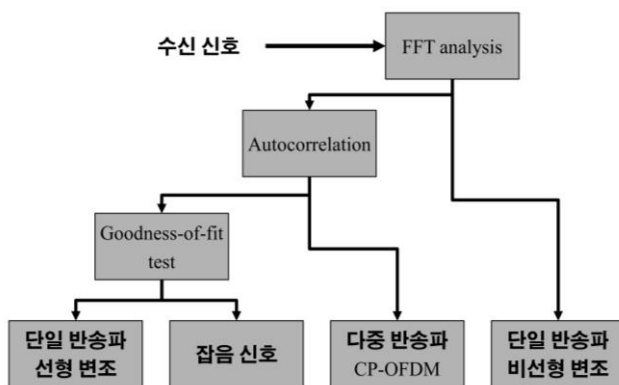 수신 신호
FFT analysis
Autocorrelation
Goodness-of-fit
test
단일 반송파
선형 변조
잡음 신호
다중 반송파
CP-OFDM
단일 반송파
비선형 변조